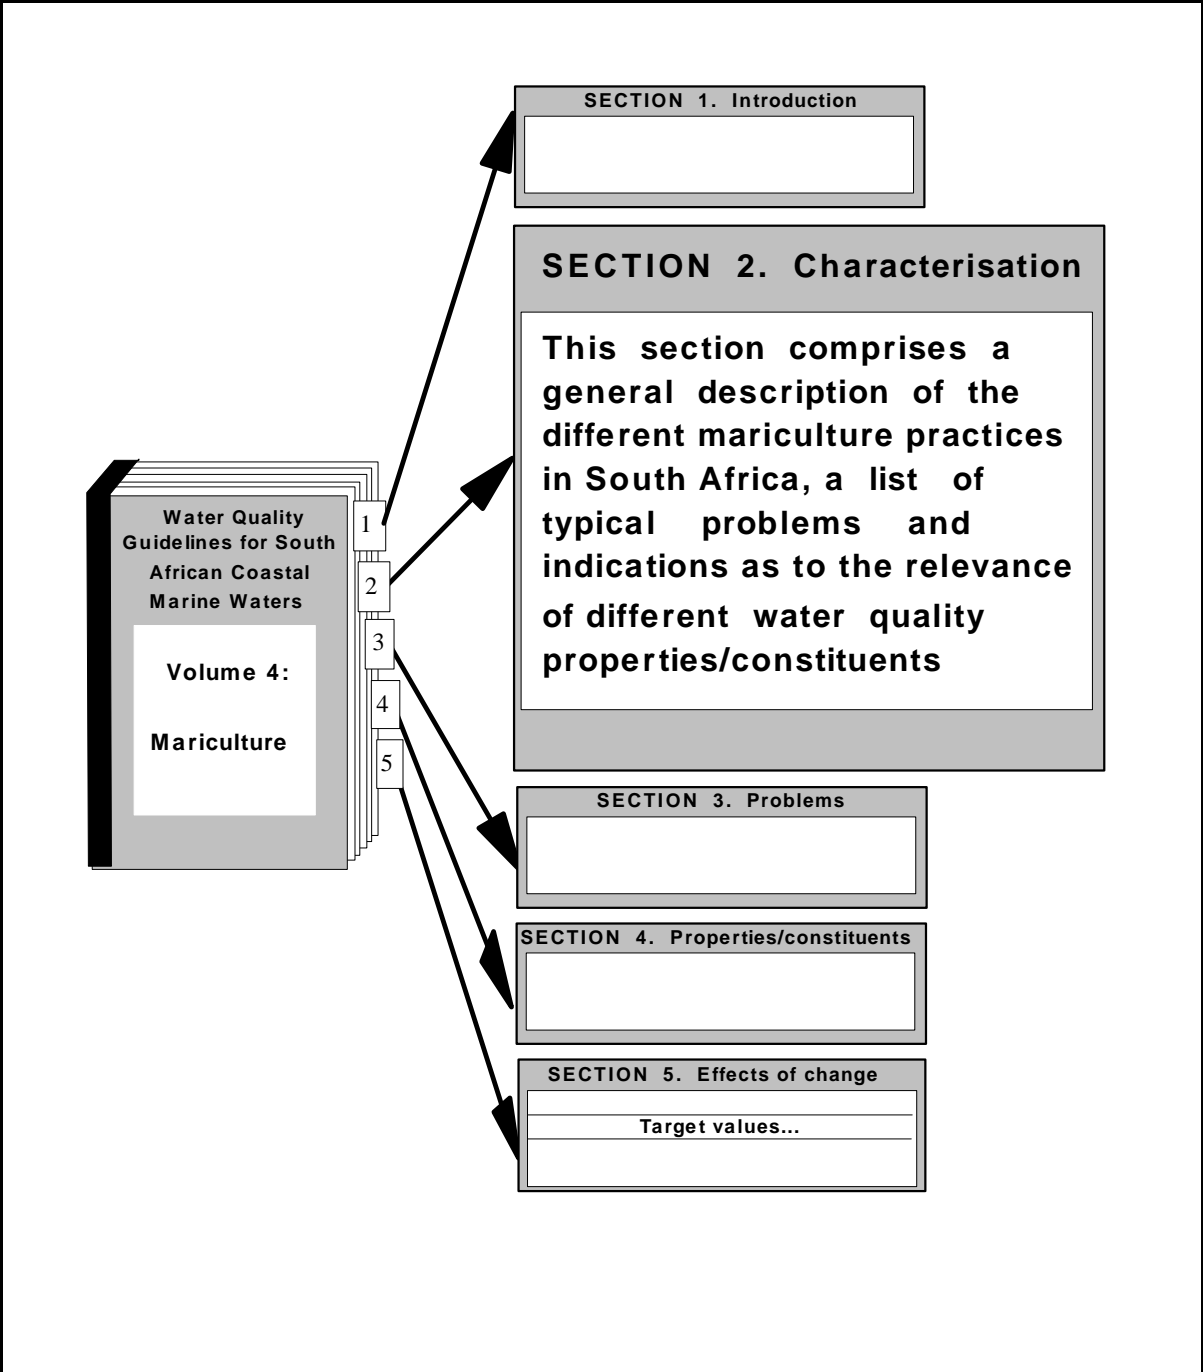 SECTION 1. Introduction
SECTION 2. Characterisation
This section comprises a
general description of the
different mariculture practices
in South Africa, a list of
typical problems and
indications as to the relevance
of different water quality
properties/constituents
Water Quality
Guidelines for South
African Coastal
Marine Waters
Volume 4:
Mariculture
1
2
3
4
5
SECTION 3. Problems
SECTION 4. Properties/constituents
SECTION 5. Effects of change
Target values...